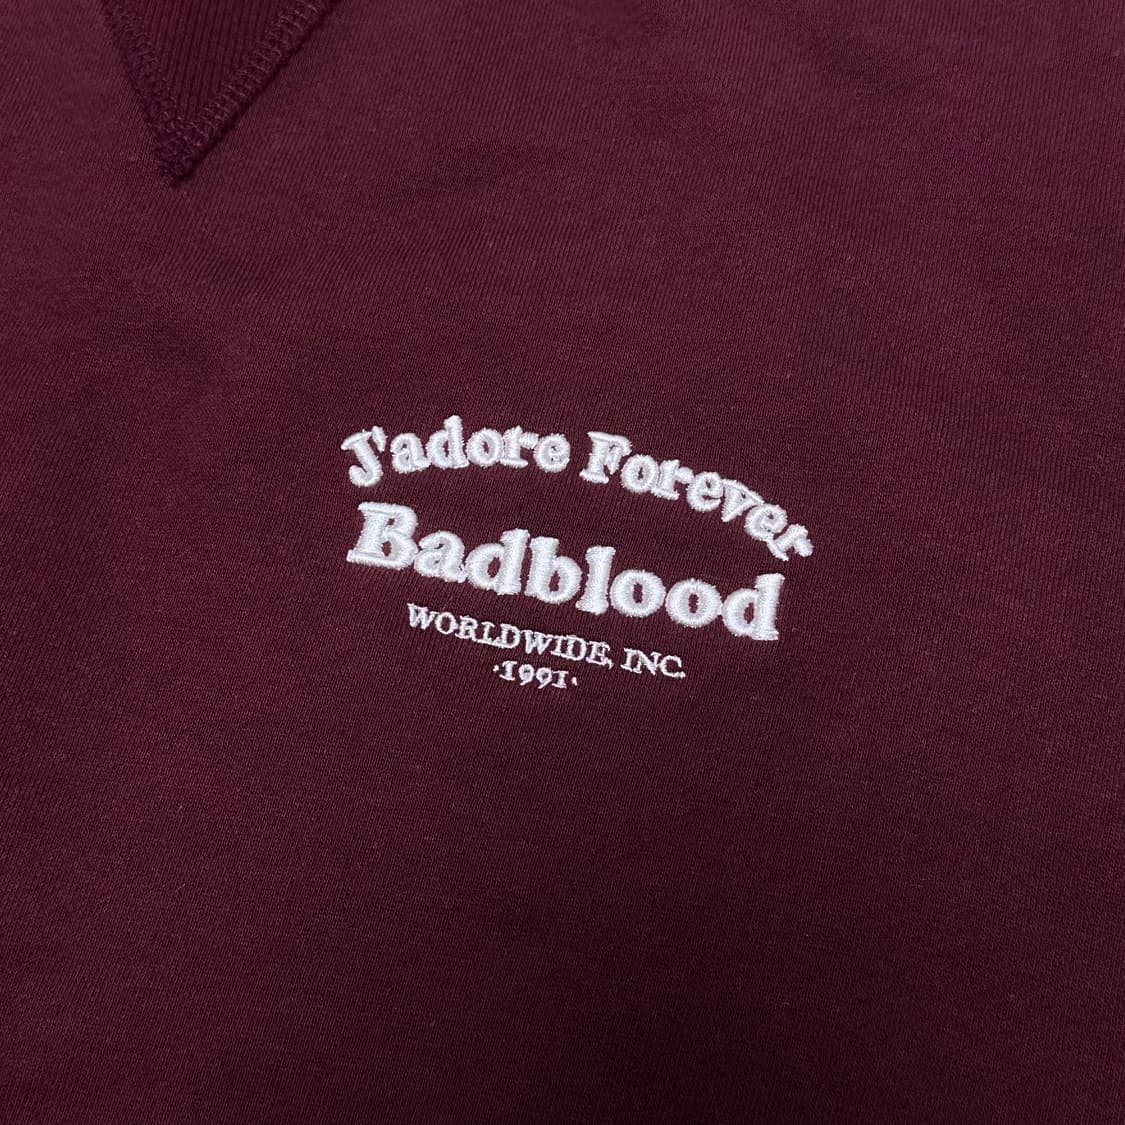 J'adore Forever
Badblood
WORLDWIDE, INC.
·1991·